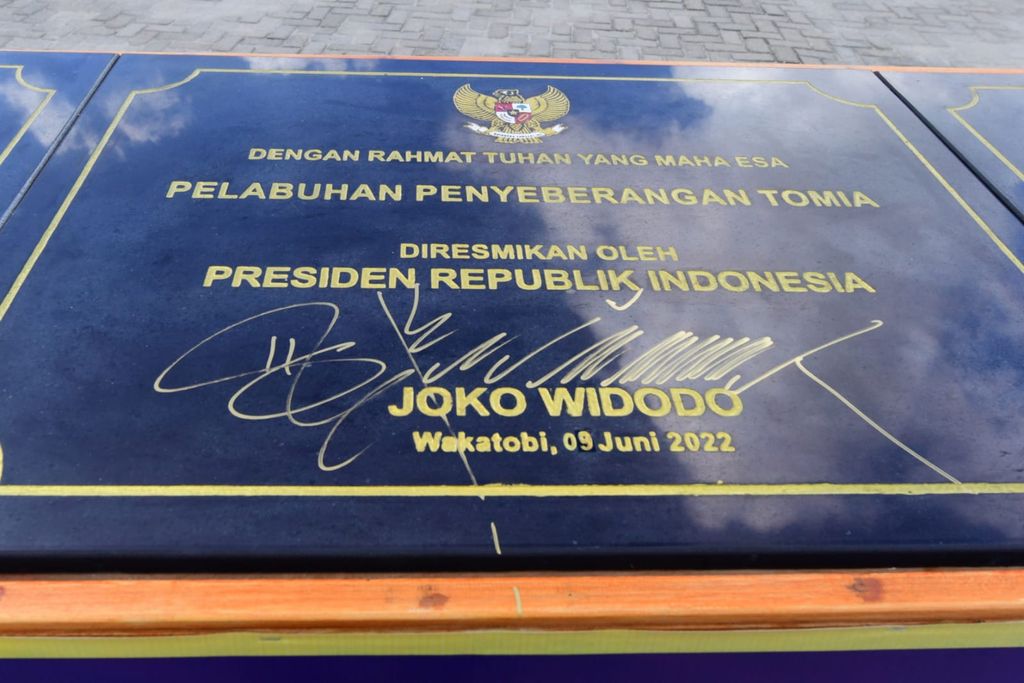 DENGAN RAHMAT TUHAN YANG MAHA ESA
PELABUHAN PENYEBERANGAN TOMIA
DIRESMIKAN OLEH
PRESIDEN REPUBLIK INDONESIA
JOKO WIDODO
Wakatobi, 09 Juni 2022